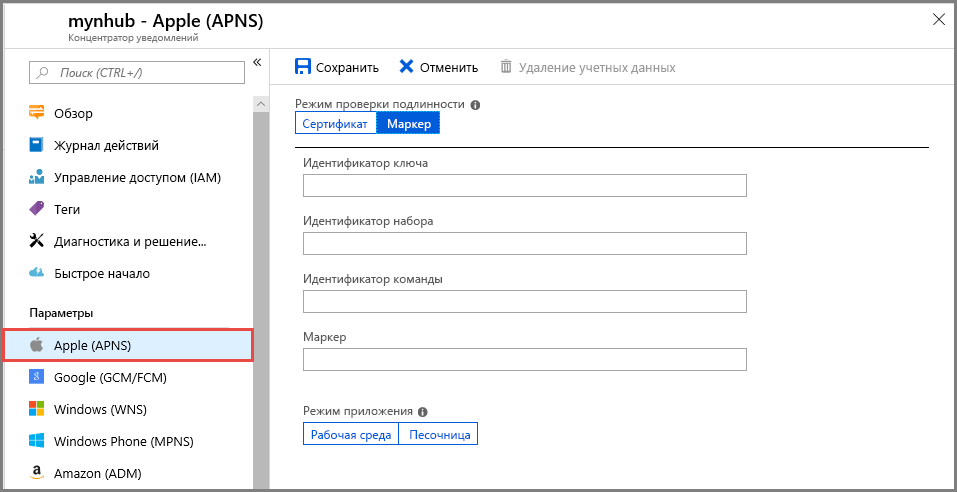 mynhub - Apple (APNS)
Концентратор уведомлений
Поиск (CTRL+/)
«
Обзор
Журнал действий
Управление доступом (IAM)
Теги
Диагностика и решение...
Быстрое начало
Параметры
Apple (APNS)
Google (GCM/FCM)
Windows (WNS)
Windows Phone (MPNS)
Amazon (ADM)
Сохранить Отменить Удаление учетных данных
Режим проверки подлинности
Сертификат Маркер
Идентификатор ключа
Идентификатор набора
Идентификатор команды
Маркер
Режим приложения
Рабочая среда Песочница